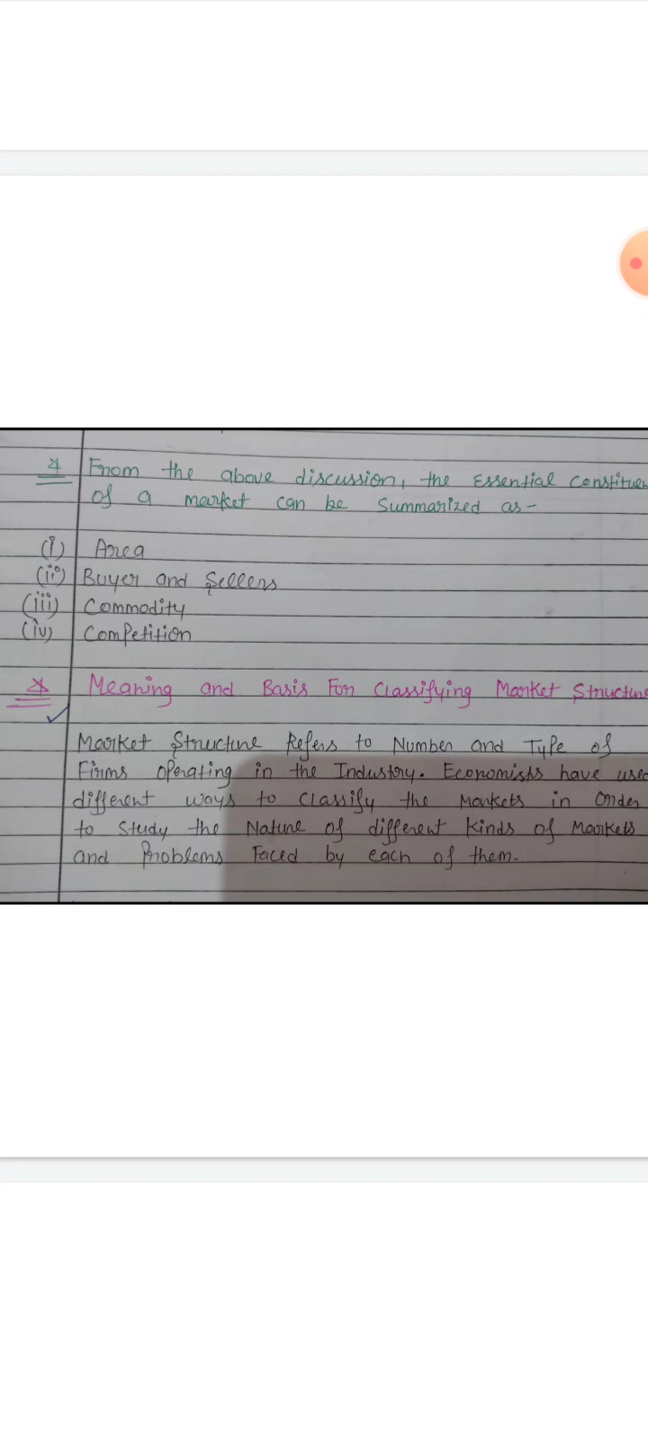 * From the above discussion, the Essential Constituen
of a market can be Summarized as-
(i) Area
(ii) Buyer and Sellers
(iii) Commodity
(iv) Competition
* Meaning and Basis For Classifying Market Structure
Market Structure Refers to Number and Type of
Firms operating in the Industry. Economists have used
different ways to classify the Markets in Order
to Study the Nature of different Kinds of Markets
and Problems Faced by each of them.